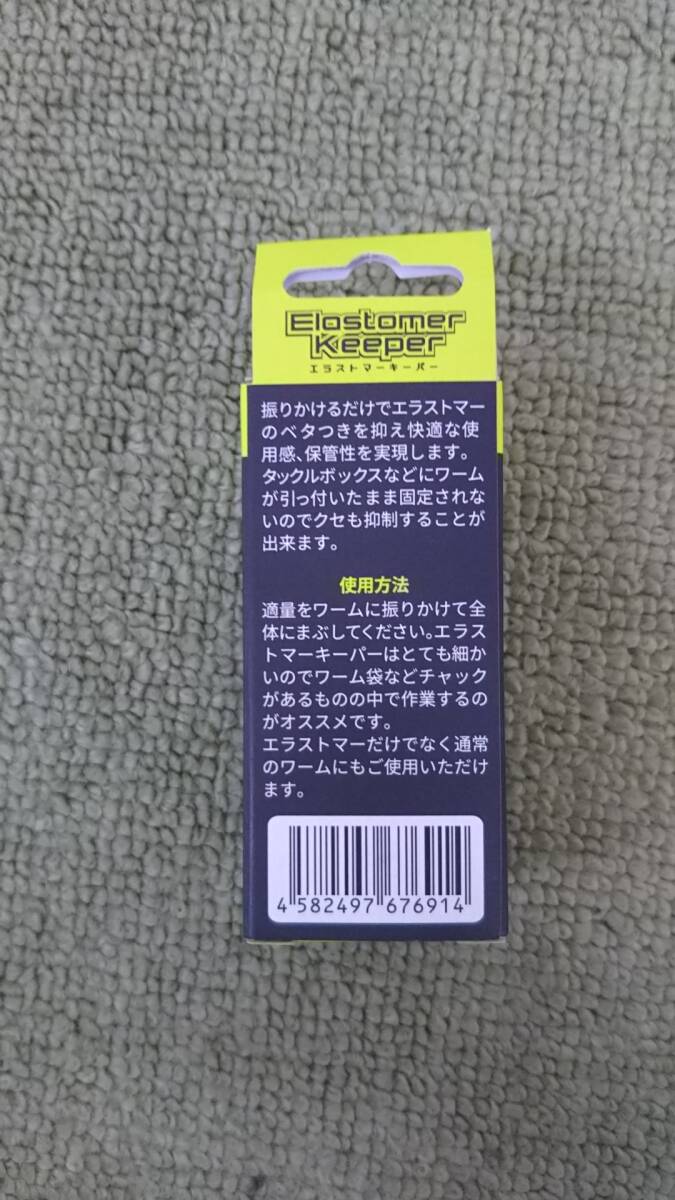 Elastomer
Keeper
エラストマーキーパー
振りかけるだけでエラストマー
のベタつきを抑え快適な使
用感、保管性を実現します。
タックルボックスなどにワーム
が引っ付いたまま固定されな
いのでクセも抑制することが
出来ます。
使用方法
適量をワームに振りかけて全
体にまぶしてください。エラス
トマーキーパーはとても細か
いのでワーム袋などチャック
があるものの中で作業するの
がオススメです。
エラストマーだけでなく通常
のワームにもご使用いただけ
ます。
4 582497 676914